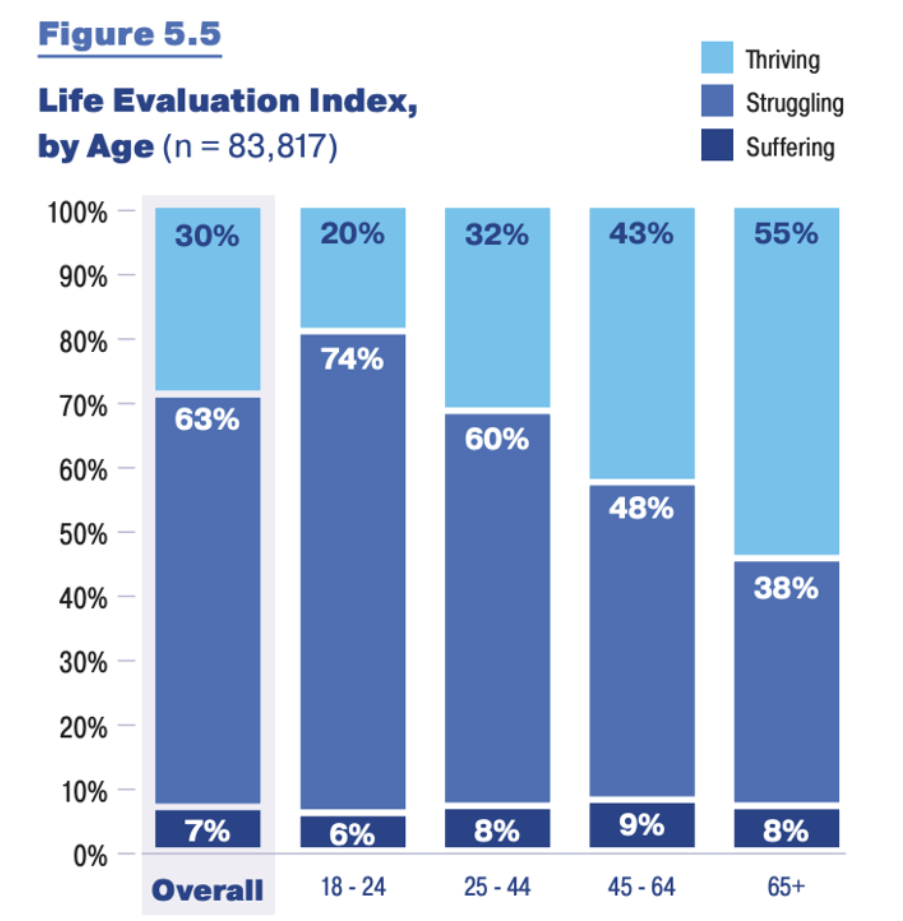 Figure 5.5
Life Evaluation Index,
by Age (n = 83,817)
Thriving
Struggling
Suffering
100%
90%
80%
70%
60%
50%
40%
30%
20%
10%
0%
30%
63%
7%
Overall
20%
74%
6%
18 - 24
32%
60%
8%
25 - 44
43%
48%
9%
45 - 64
55%
38%
8%
65+